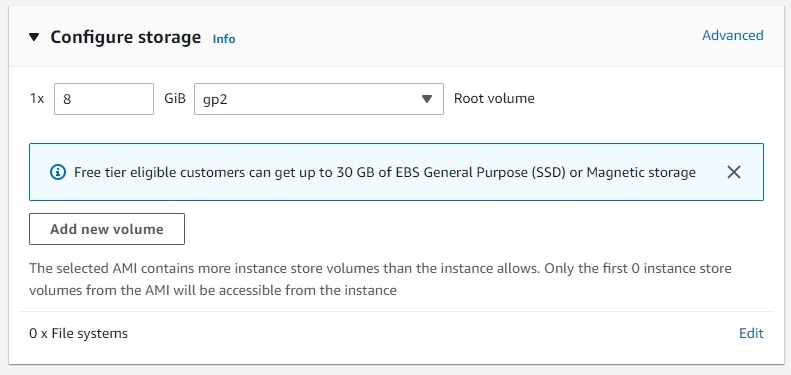 Configure storage Info Advanced
1x 8 GiB gp2 Root volume
Free tier eligible customers can get up to 30 GB of EBS General Purpose (SSD) or Magnetic storage
Add new volume
The selected AMI contains more instance store volumes than the instance allows. Only the first 0 instance store
volumes from the AMI will be accessible from the instance
0 x File systems Edit